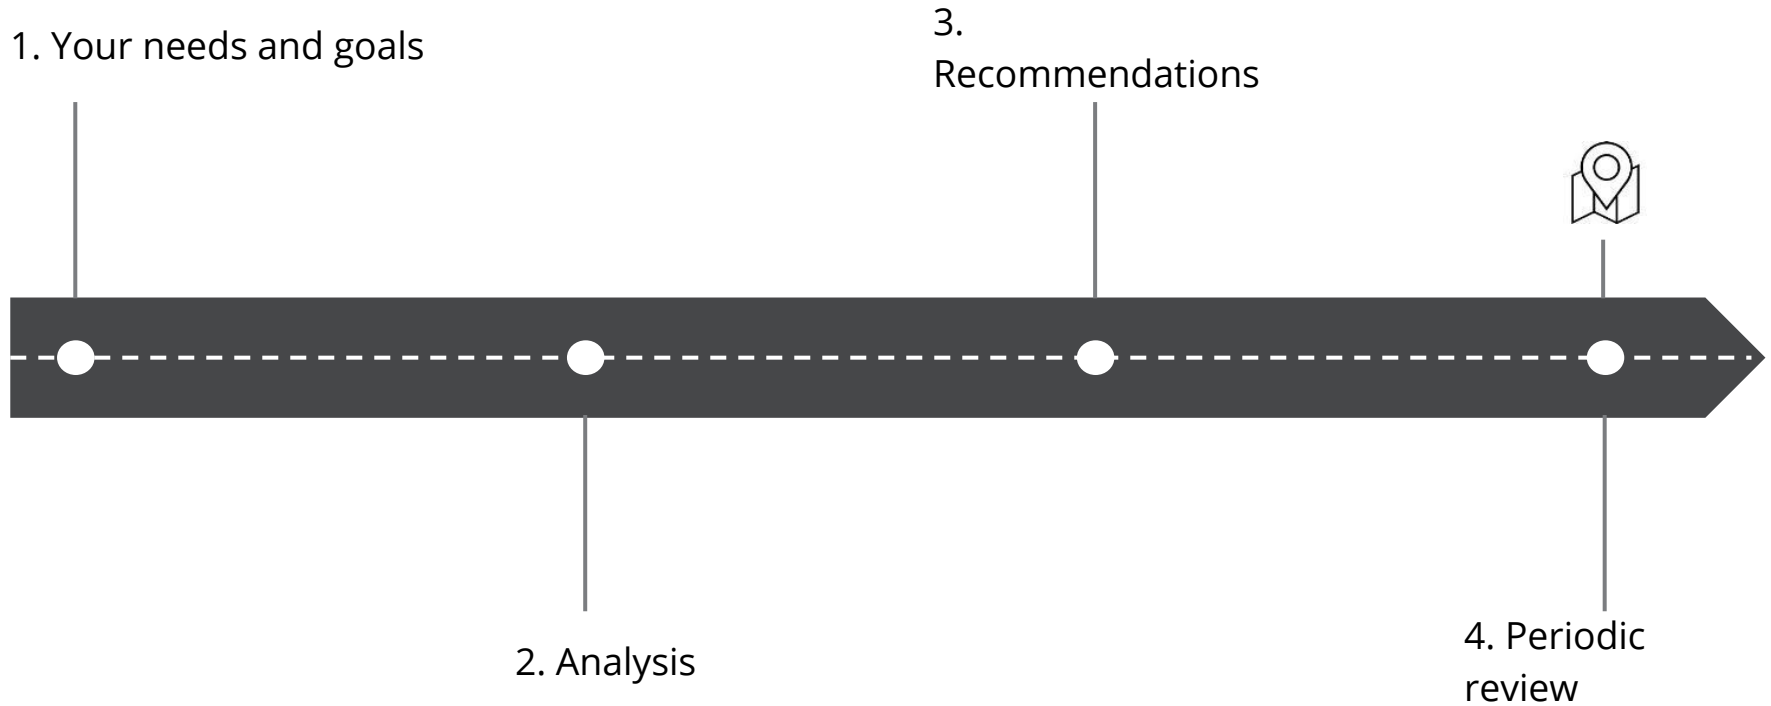 1. Your needs and goals
2. Analysis
3.
Recommendations
4. Periodic
review